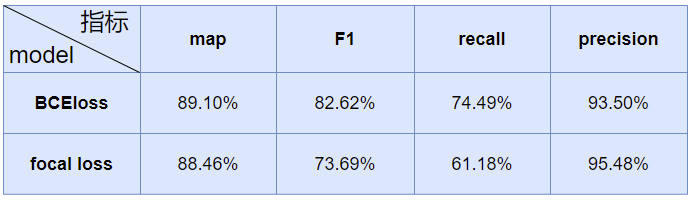 指标
model
map F1 recall precision
BCEloss 89.10% 82.62% 74.49% 93.50%
focal loss 88.46% 73.69% 61.18% 95.48%